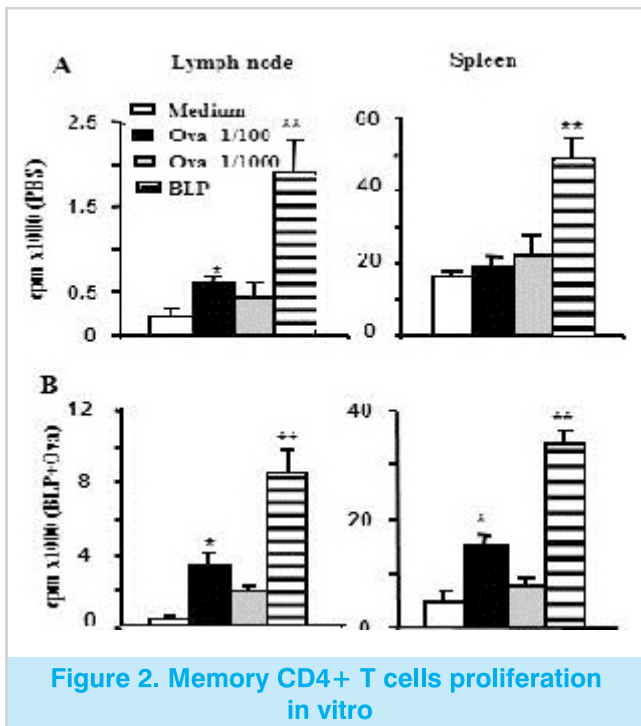 A
Lymph node
Spleen
Medium
Ova 1/100
Ova 1/1000
BLP
cpm x1000 (PBS)
2.5
1.2
0.5
0
*
**
60
40
20
0
**
B
cpm x1000 (BLP+Ova)
12
8
4
0
*
**
40
20
0
*
**
Figure 2. Memory CD4+ T cells proliferation
in vitro